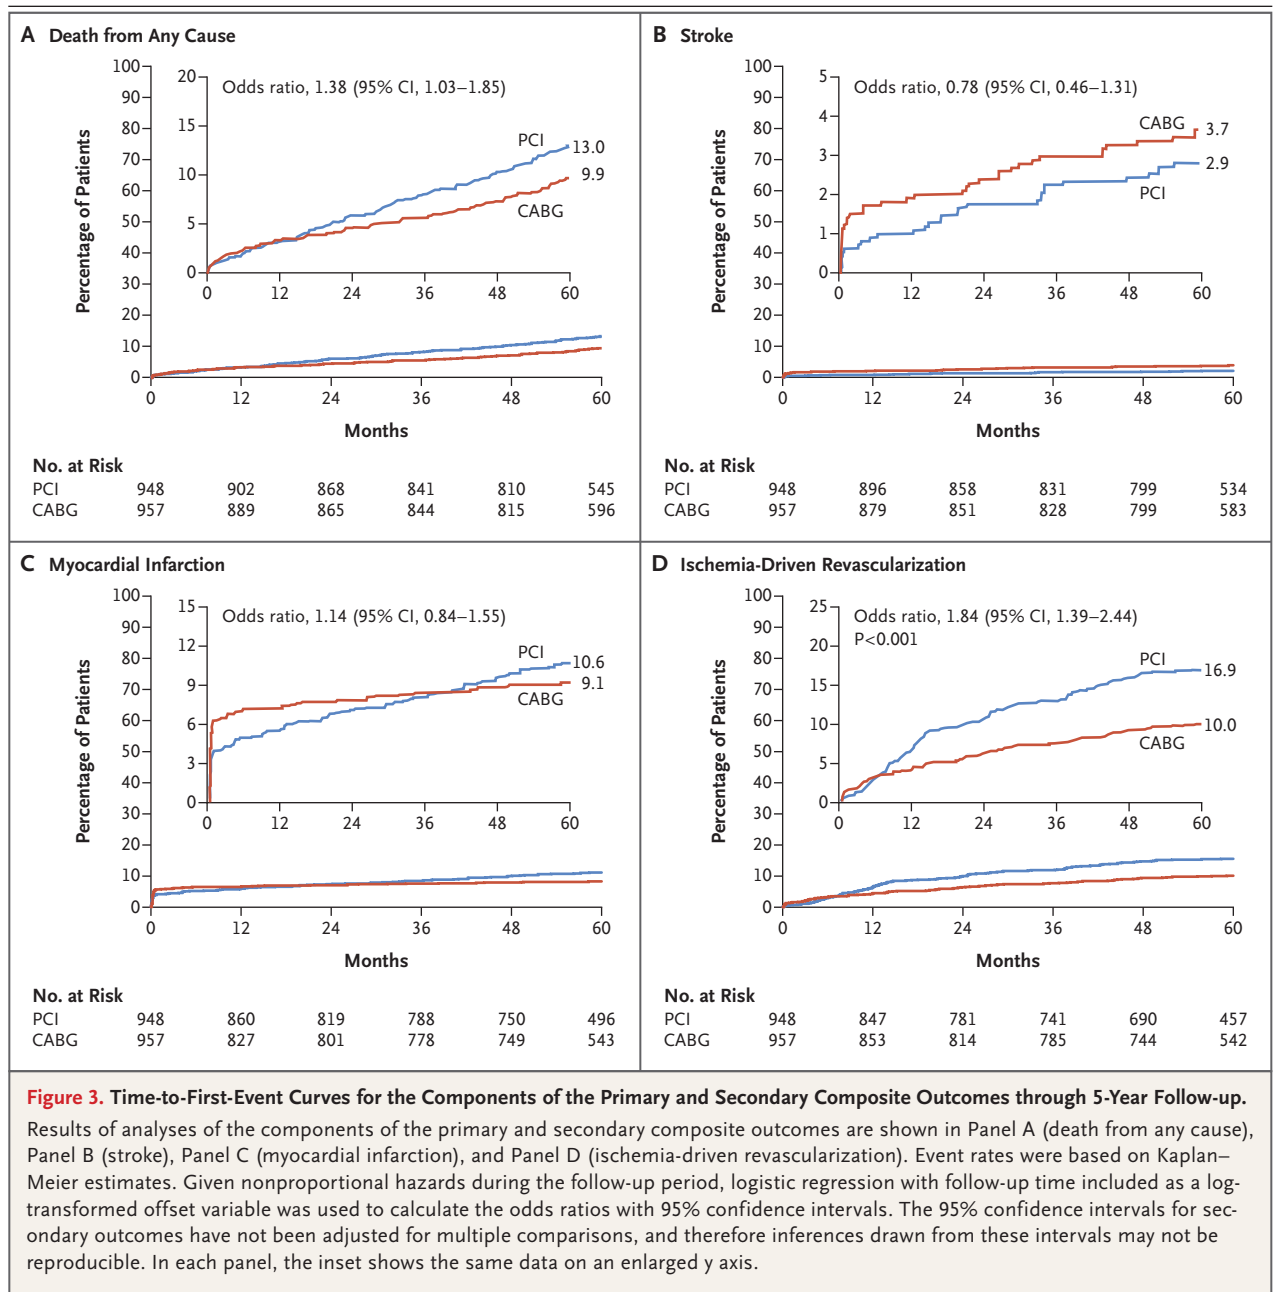 A Death from Any Cause
Percentage of Patients
100
90
80
70
60
50
40
30
20
10
0
0 12 24 36 48 60
Months
20
15
10
5
0
0 12 24 36 48 60
Odds ratio, 1.38 (95% CI, 1.03–1.85)
PCI
13.0
9.9
CABG
No. at Risk
PCI 948 902 868 841 810 545
CABG 957 889 865 844 815 596
B Stroke
Percentage of Patients
100
90
80
70
60
50
40
30
20
10
0
0 12 24 36 48 60
Months
5
4
3
2
1
0
0 12 24 36 48 60
Odds ratio, 0.78 (95% CI, 0.46–1.31)
CABG
3.7
2.9
PCI
No. at Risk
PCI 948 896 858 831 799 534
CABG 957 879 851 828 799 583
C Myocardial Infarction
Percentage of Patients
100
90
80
70
60
50
40
30
20
10
0
0 12 24 36 48 60
Months
15
12
9
6
3
0
0 12 24 36 48 60
Odds ratio, 1.14 (95% CI, 0.84–1.55)
PCI
10.6
9.1
CABG
No. at Risk
PCI 948 860 819 788 750 496
CABG 957 827 801 778 749 543
D Ischemia-Driven Revascularization
Percentage of Patients
100
90
80
70
60
50
40
30
20
10
0
0 12 24 36 48 60
Months
25
20
15
10
5
0
0 12 24 36 48 60
Odds ratio, 1.84 (95% CI, 1.39–2.44)
P<0.001
PCI
16.9
10.0
CABG
No. at Risk
PCI 948 847 781 741 690 457
CABG 957 853 814 785 744 542
Figure 3. Time-to-First-Event Curves for the Components of the Primary and Secondary Composite Outcomes through 5-Year Follow-up.
Results of analyses of the components of the primary and secondary composite outcomes are shown in Panel A (death from any cause),
Panel B (stroke), Panel C (myocardial infarction), and Panel D (ischemia-driven revascularization). Event rates were based on Kaplan–
Meier estimates. Given nonproportional hazards during the follow-up period, logistic regression with follow-up time included as a log-
transformed offset variable was used to calculate the odds ratios with 95% confidence intervals. The 95% confidence intervals for sec-
ondary outcomes have not been adjusted for multiple comparisons, and therefore inferences drawn from these intervals may not be
reproducible. In each panel, the inset shows the same data on an enlarged y axis.